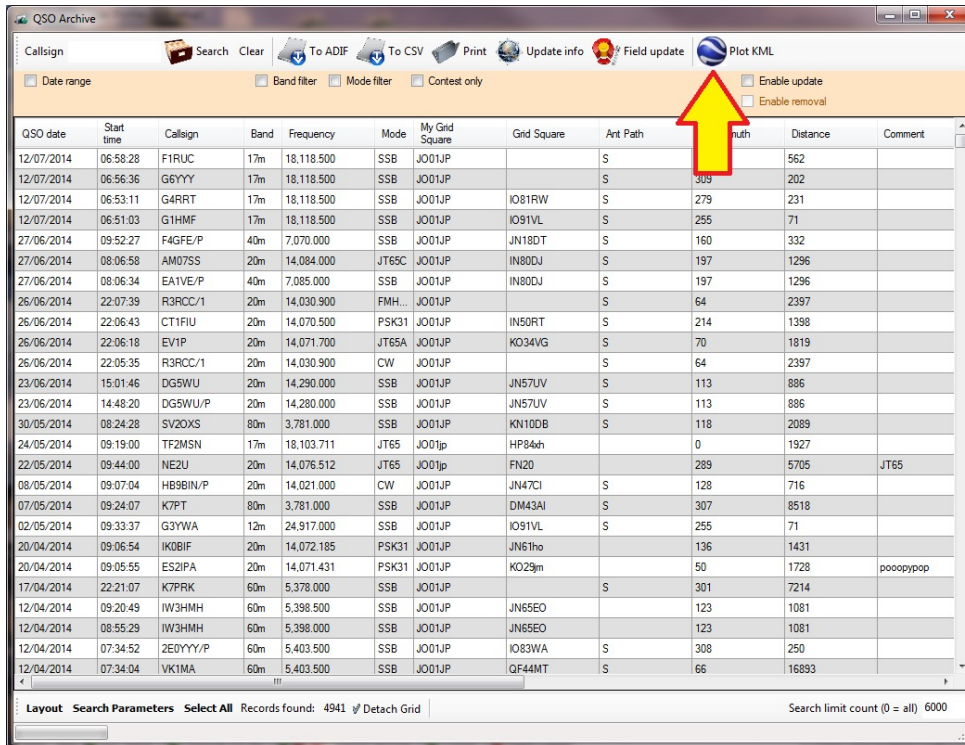 QSO Archive
Callsign Search Clear To ADIF To CSV Print Update info Field update Plot KML
Date range Band filter Mode filter Contest only Enable update
Enable removal
QSO date Start time Callsign Band Frequency Mode My Grid Square Grid Square Ant Path muth Distance Comment
12/07/2014 06:58:28 F1RUC 17m 18,118.500 SSB JO01JP S 562
12/07/2014 06:56:36 G6YYY 17m 18,118.500 SSB JO01JP S 309 202
12/07/2014 06:53:11 G4RRT 17m 18,118.500 SSB JO01JP IO81RW S 279 231
12/07/2014 06:51:03 G1HMF 17m 18,118.500 SSB JO01JP IO91VL S 255 71
27/06/2014 09:52:27 F4GFE/P 40m 7,070.000 SSB JO01JP JN18DT S 160 332
27/06/2014 08:06:58 AM07SS 20m 14,084.000 JT65C JO01JP IN80DJ S 197 1296
27/06/2014 08:06:34 EA1VE/P 40m 7,085.000 SSB JO01JP IN80DJ S 197 1296
26/06/2014 22:07:39 R3RCC/1 20m 14,030.900 FMH... JO01JP S 64 2397
26/06/2014 22:06:43 CT1FIU 20m 14,070.500 PSK31 JO01JP IN50RT S 214 1398
26/06/2014 22:06:18 EV1P 20m 14,071.700 JT65A JO01JP KO34VG S 70 1819
26/06/2014 22:05:35 R3RCC/1 20m 14,030.900 CW JO01JP S 64 2397
23/06/2014 15:01:46 DG5WU 20m 14,290.000 SSB JO01JP JN57UV S 113 886
23/06/2014 14:48:20 DG5WU/P 20m 14,280.000 SSB JO01JP JN57UV S 113 886
30/05/2014 08:24:28 SV2OXS 80m 3,781.000 SSB JO01JP KN10DB S 118 2089
24/05/2014 09:19:00 TF2MSN 17m 18,103.711 JT65 JO01jp HP84xh 0 1927
22/05/2014 09:44:00 NE2U 20m 14,076.512 JT65 JO01jp FN20 289 5705 JT65
08/05/2014 09:07:04 HB9BIN/P 20m 14,021.000 CW JO01JP JN47CI S 128 716
07/05/2014 09:24:07 K7PT 80m 3,781.000 SSB JO01JP DM43AI S 307 8518
02/05/2014 09:33:37 G3YWA 12m 24,917.000 SSB JO01JP IO91VL S 255 71
20/04/2014 09:06:54 IK0BIF 20m 14,072.185 PSK31 JO01JP JN61ho 136 1431
20/04/2014 09:05:55 ES2IPA 20m 14,071.431 PSK31 JO01JP KO29jm 50 1728 pooopypop
17/04/2014 22:21:07 K7PRK 60m 5,378.000 SSB JO01JP S 301 7214
12/04/2014 09:20:49 IW3HMH 60m 5,398.500 SSB JO01JP JN65EO 123 1081
12/04/2014 08:55:29 IW3HMH 60m 5,398.000 SSB JO01JP JN65EO 123 1081
12/04/2014 07:34:52 2E0YYY/P 60m 5,403.500 SSB JO01JP IO83WA S 308 250
12/04/2014 07:34:04 VK1MA 60m 5,403.500 SSB JO01JP QF44MT S 66 16893
Layout Search Parameters Select All Records found: 4941 Detach Grid Search limit count (0 = all) 6000